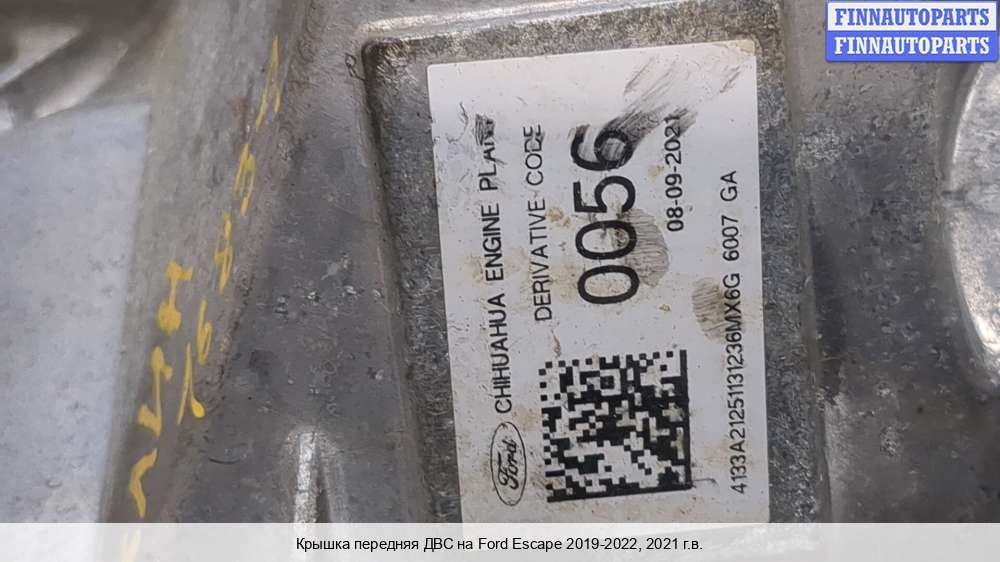 FINNAUTOPARTS
FINNAUTOPARTS
Ford CHIHUAHUA ENGINE PLANT
DERIVATIVE CODE
0056
08-09-2021
4133A21251131236MX6G 6007 GA
Крышка передняя ДВС на Ford Escape 2019-2022, 2021 г.в.